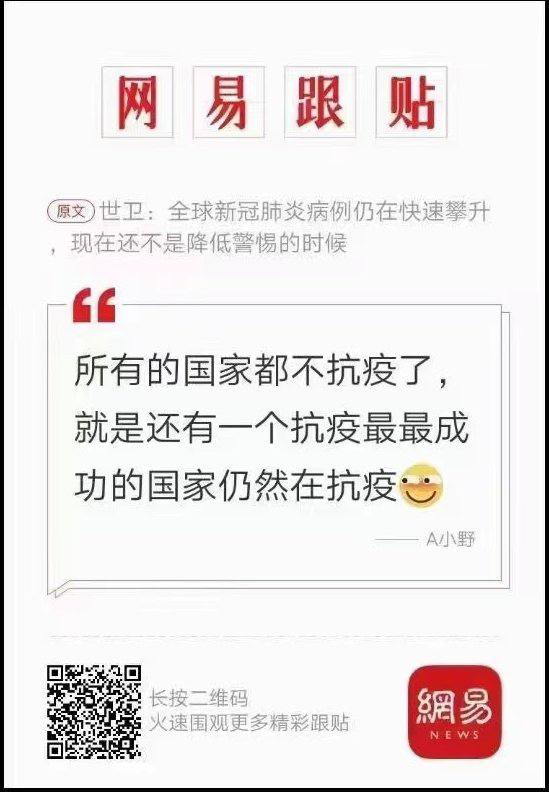 网易跟贴
原文 世卫：全球新冠肺炎病例仍在快速攀升
，现在还不是降低警惕的时候
所有的国家都不抗疫了，
就是还有一个抗疫最最成
功的国家仍然在抗疫
—— A小野
长按二维码
火速围观更多精彩跟贴
網易
NEWS